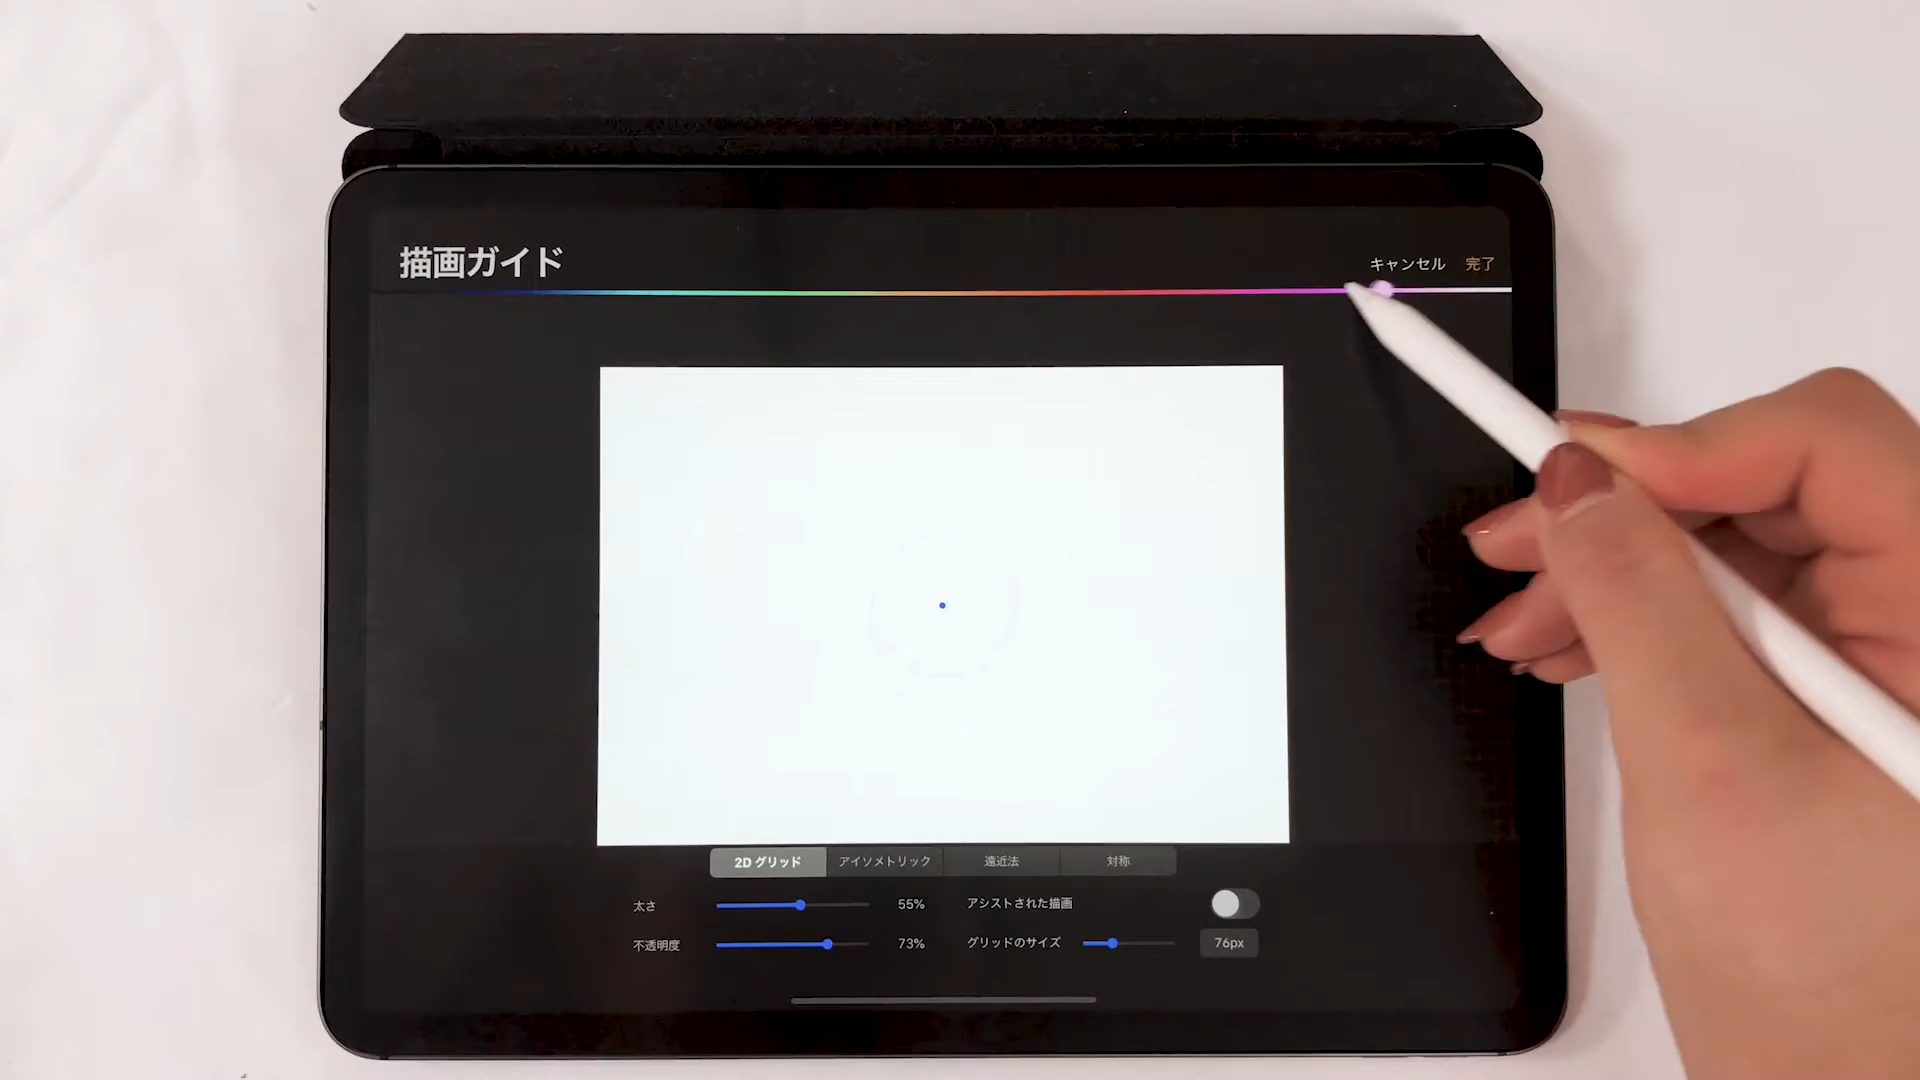 描画ガイド
キャンセル 完了
2D グリッド アイソメトリック 遠近法 対称
太さ 55% アシストされた描画
不透明度 73% グリッドのサイズ 76px